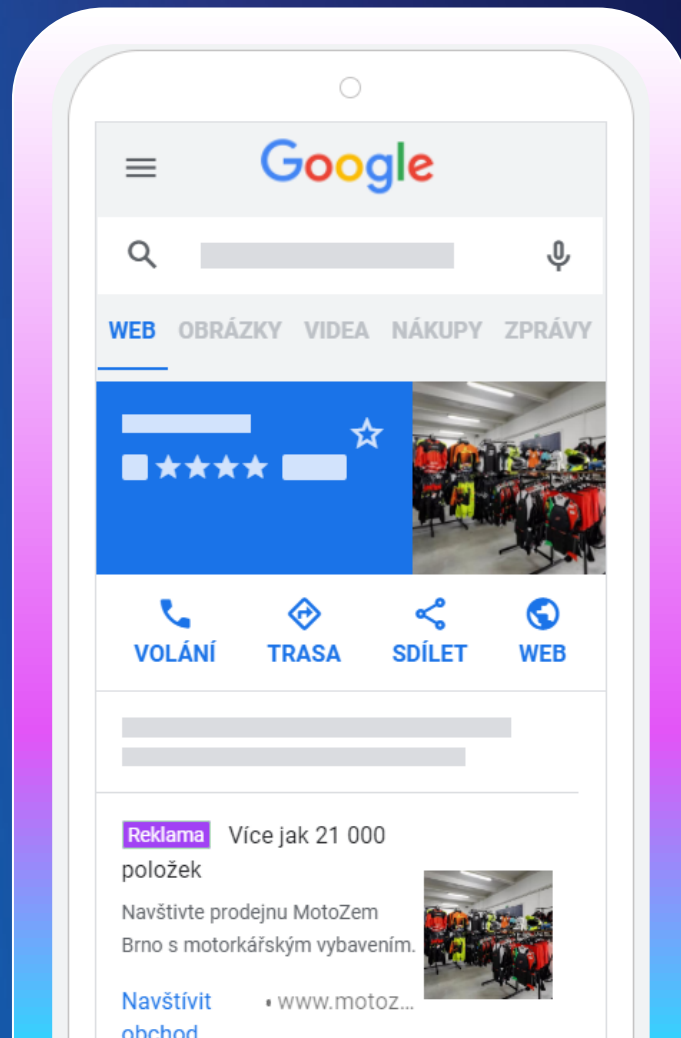 Google
WEB OBRÁZKY VIDEA NÁKUPY ZPRÁVY
VOLÁNÍ TRASA SDÍLET WEB
Reklama Více jak 21 000
položek
Navštivte prodejnu MotoZem
Brno s motorkářským vybavením.
Navštívit • www.motoz...
obchod